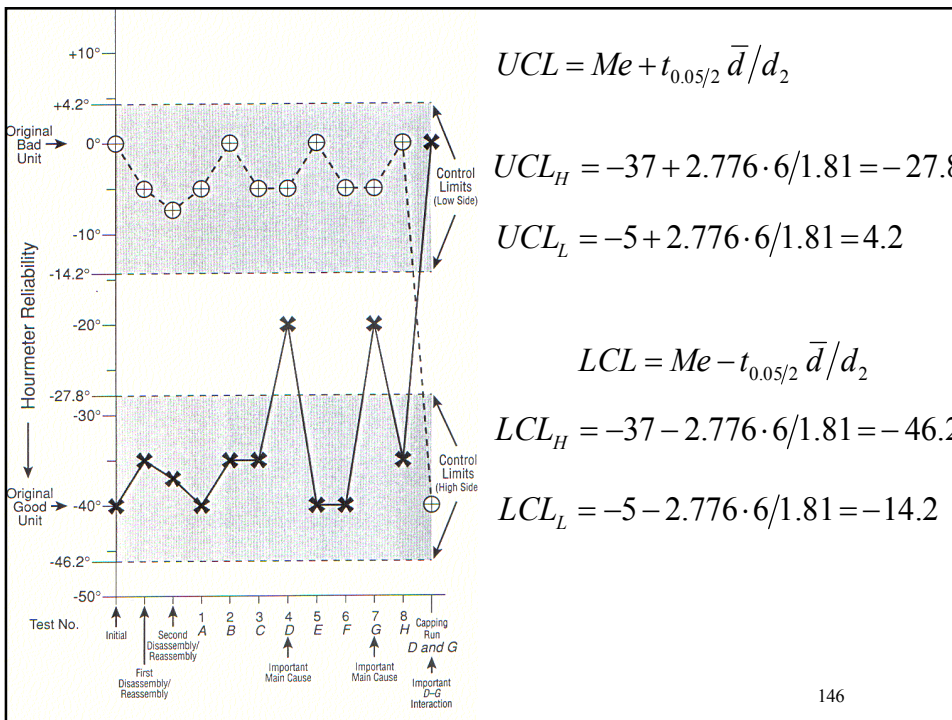 +10°
+4.2°
Original
Bad
Unit
0°
-10°
-14.2°
-20°
-27.8°
-30°
Original
Good
Unit
-40°
-46.2°
-50°
Hourmeter Reliability
Control
Limits
(Low Side)
Control
Limits
(High Side
Test No.
Initial
First
Disassembly/
Reassembly
Second
Disassembly/
Reassembly
1 2 3 4 5 6 7 8
A B C D E F G H
Important
Main Cause
Important
Main Cause
Capping
Run
D and G
Important
D–G
Interaction
UCL = Me + t₀.₀₅/₂ d̅/d₂
UCL_H = −37 + 2.776·6/1.81 = −27.8
UCL_L = −5 + 2.776·6/1.81 = 4.2
LCL = Me − t₀.₀₅/₂ d̅/d₂
LCL_H = −37 − 2.776·6/1.81 = −46.2
LCL_L = −5 − 2.776·6/1.81 = −14.2
146